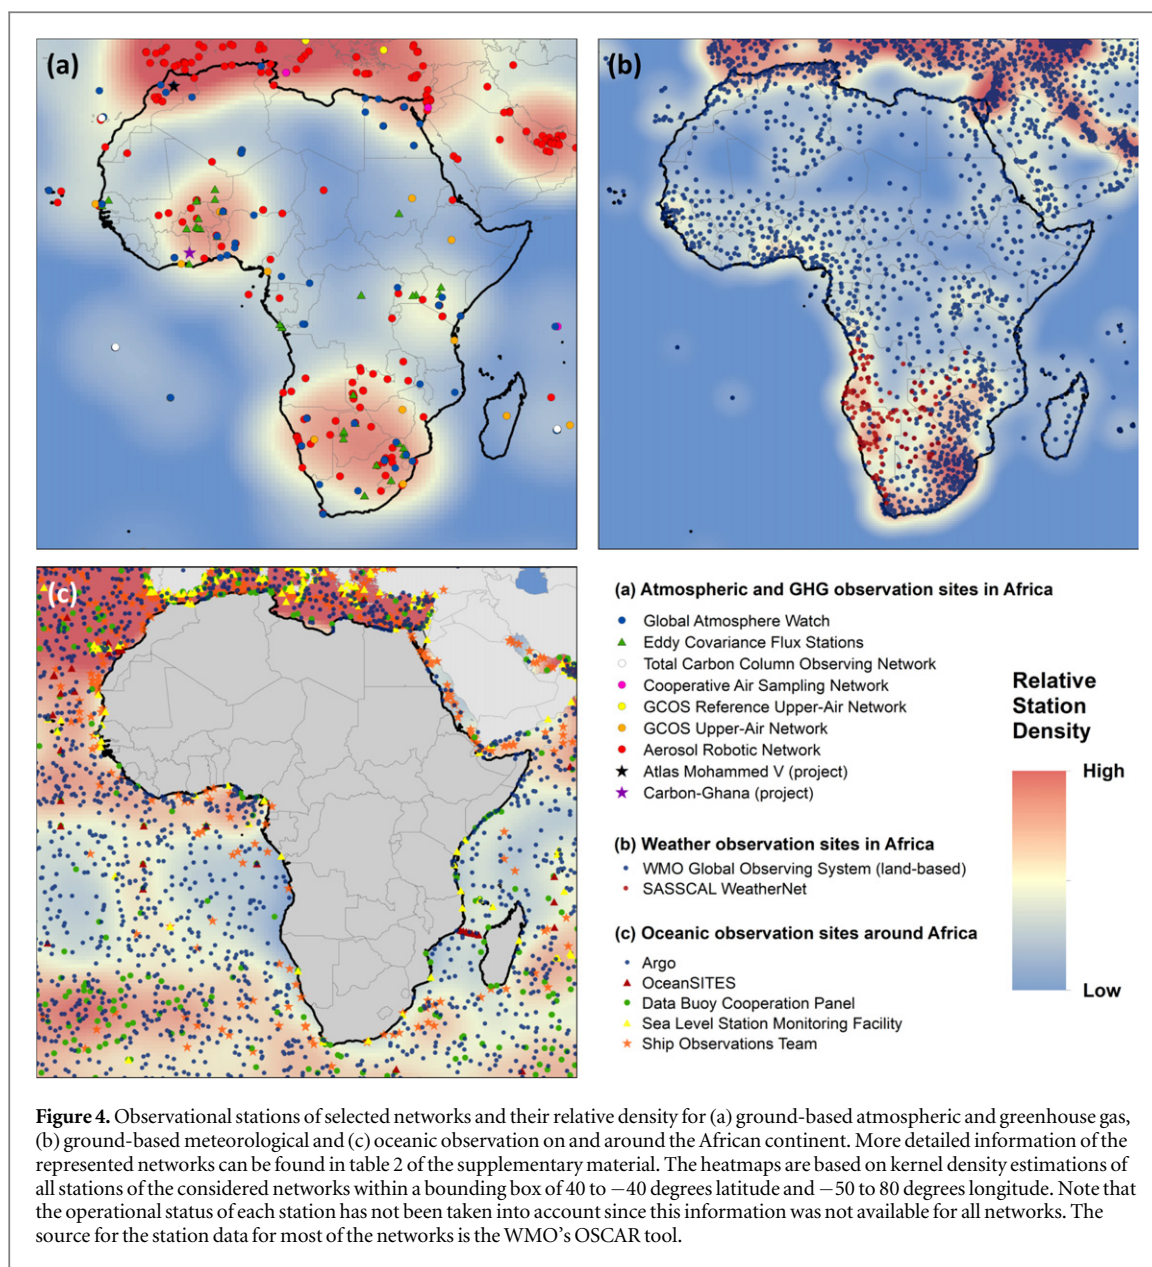 (a)
(b)
(c)
(a) Atmospheric and GHG observation sites in Africa
Global Atmosphere Watch
Eddy Covariance Flux Stations
Total Carbon Column Observing Network
Cooperative Air Sampling Network
GCOS Reference Upper-Air Network
GCOS Upper-Air Network
Aerosol Robotic Network
Atlas Mohammed V (project)
Carbon-Ghana (project)
(b) Weather observation sites in Africa
WMO Global Observing System (land-based)
SASSCAL WeatherNet
(c) Oceanic observation sites around Africa
Argo
OceanSITES
Data Buoy Cooperation Panel
Sea Level Station Monitoring Facility
Ship Observations Team
Relative
Station
Density
High
Low
Figure 4. Observational stations of selected networks and their relative density for (a) ground-based atmospheric and greenhouse gas,
(b) ground-based meteorological and (c) oceanic observation on and around the African continent. More detailed information of the
represented networks can be found in table 2 of the supplementary material. The heatmaps are based on kernel density estimations of
all stations of the considered networks within a bounding box of 40 to −40 degrees latitude and −50 to 80 degrees longitude. Note that
the operational status of each station has not been taken into account since this information was not available for all networks. The
source for the station data for most of the networks is the WMO's OSCAR tool.